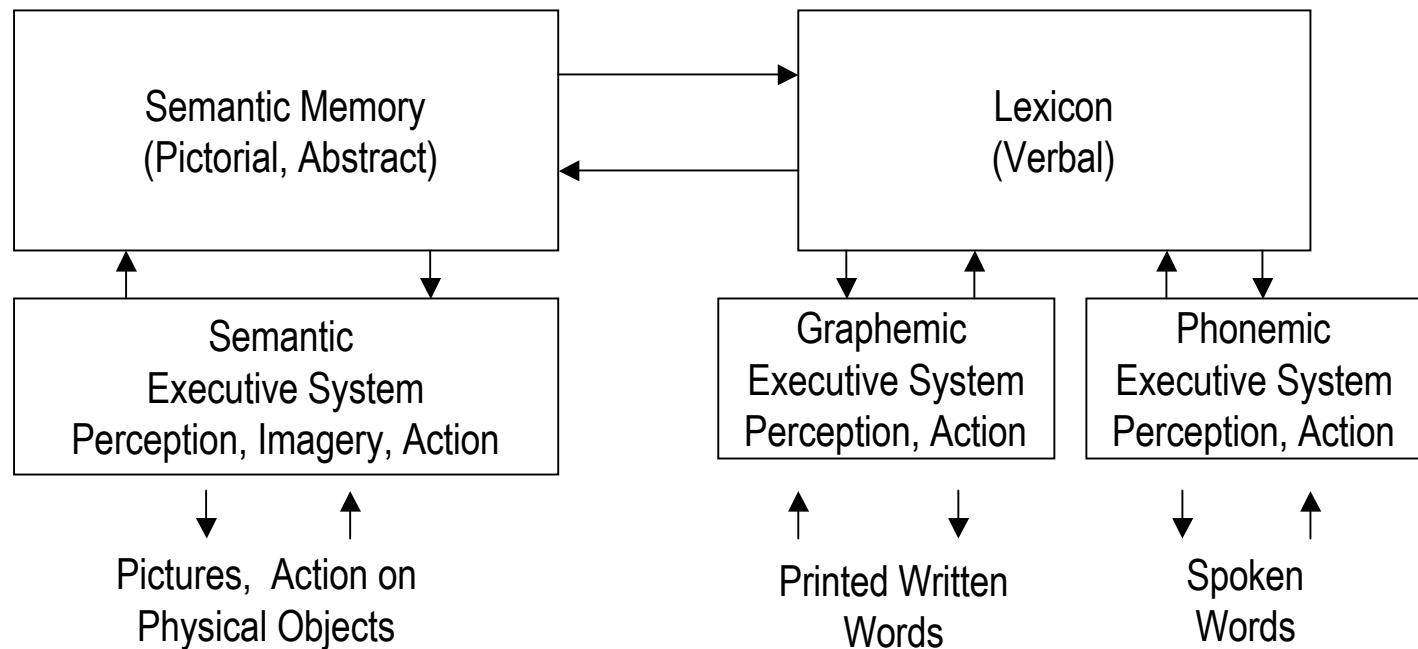 Semantic Memory
(Pictorial, Abstract)
Lexicon
(Verbal)
Semantic
Executive System
Perception, Imagery, Action
Graphemic
Executive System
Perception, Action
Phonemic
Executive System
Perception, Action
Pictures, Action on
Physical Objects
Printed Written
Words
Spoken
Words